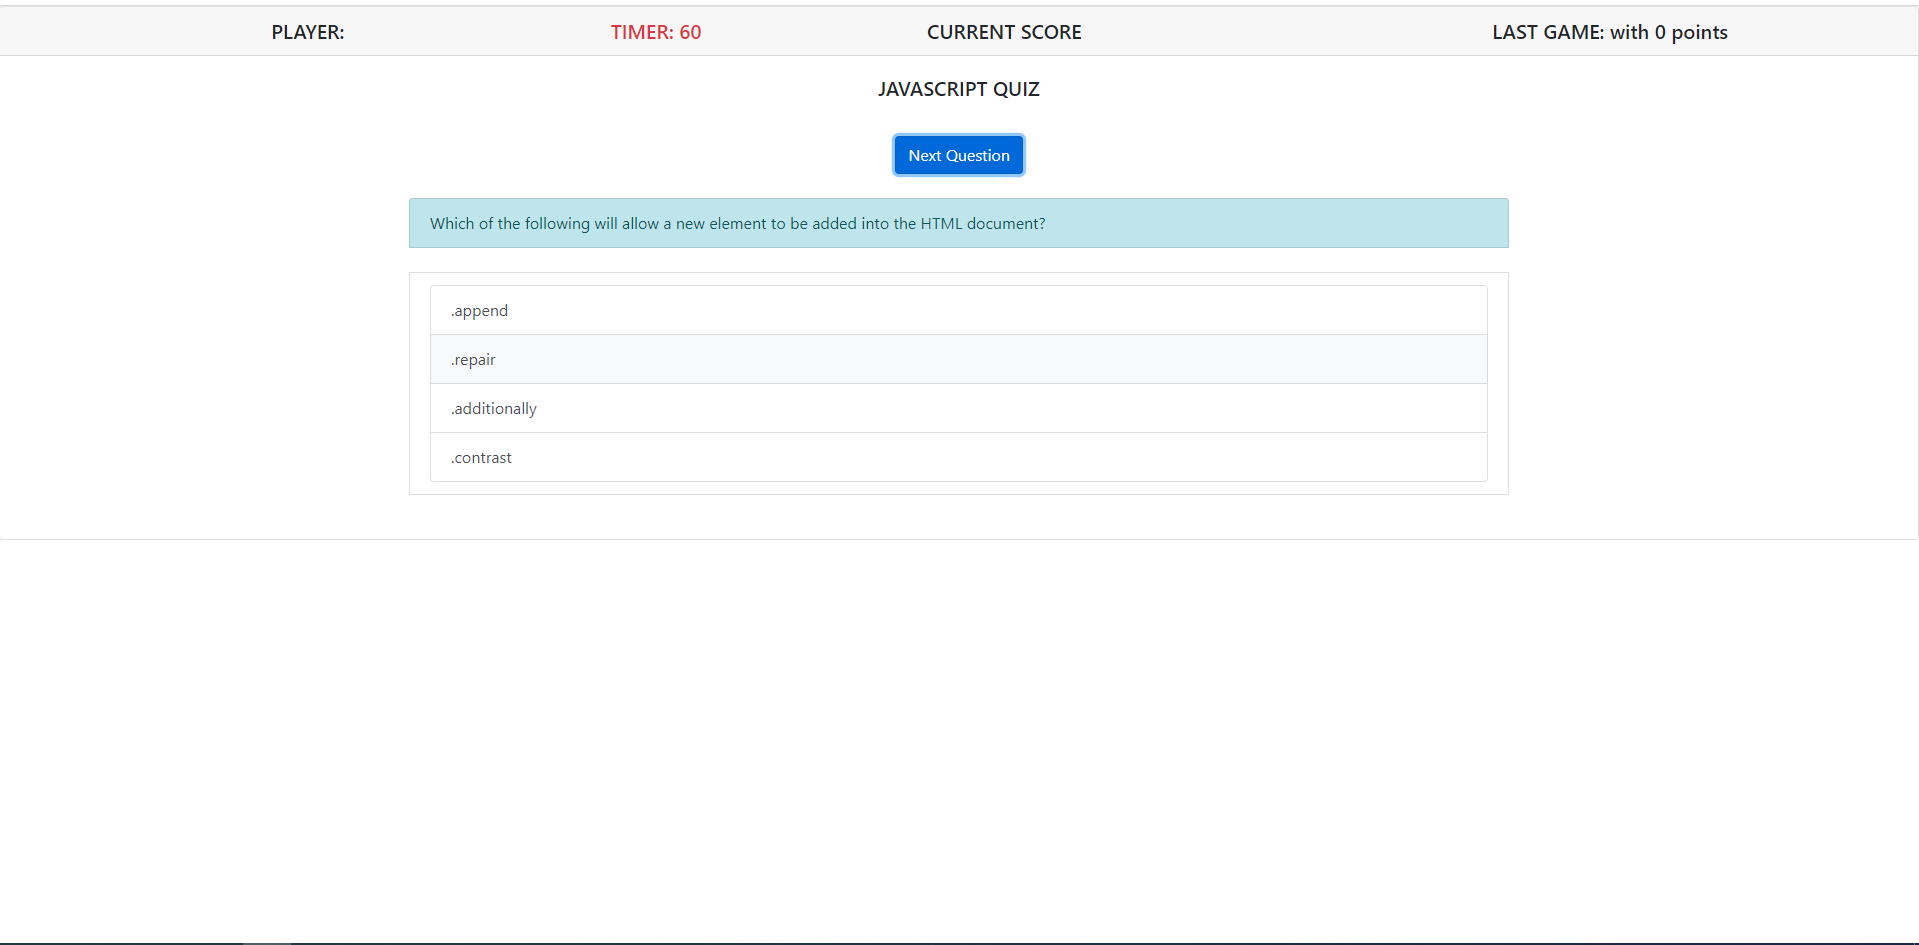 PLAYER: TIMER: 60 CURRENT SCORE LAST GAME: with 0 points
JAVASCRIPT QUIZ
Next Question
Which of the following will allow a new element to be added into the HTML document?
.append
.repair
.additionally
.contrast